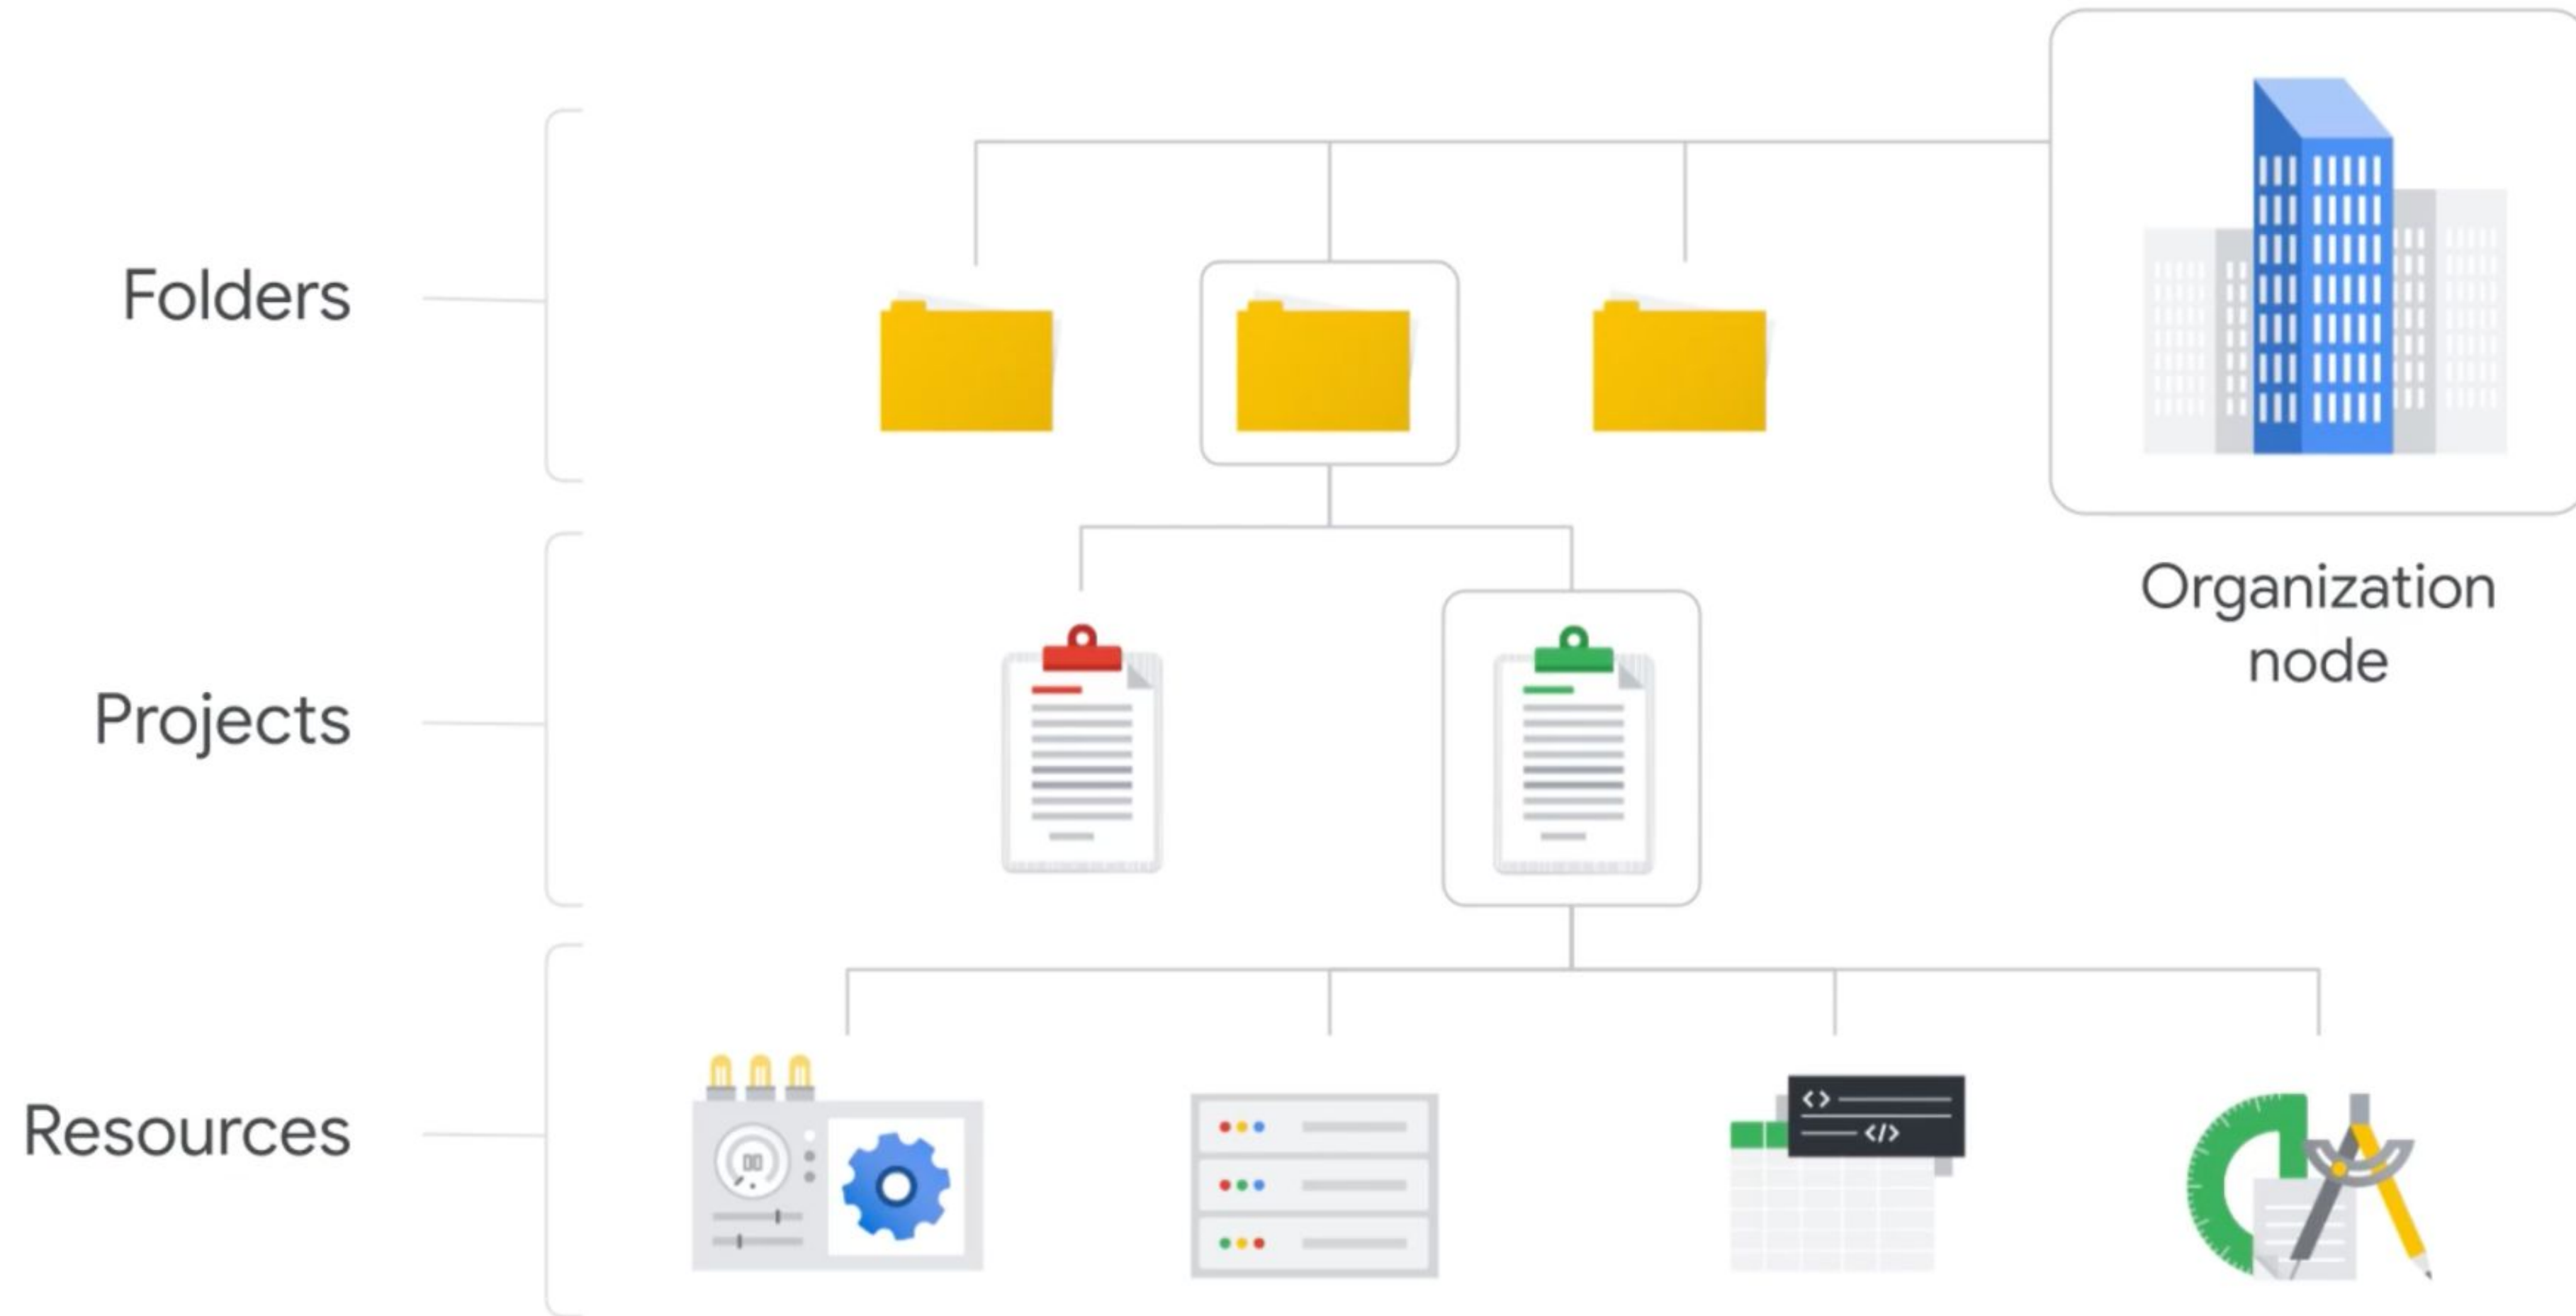 Folders
Organization
node
Projects
Resources
<>
</>